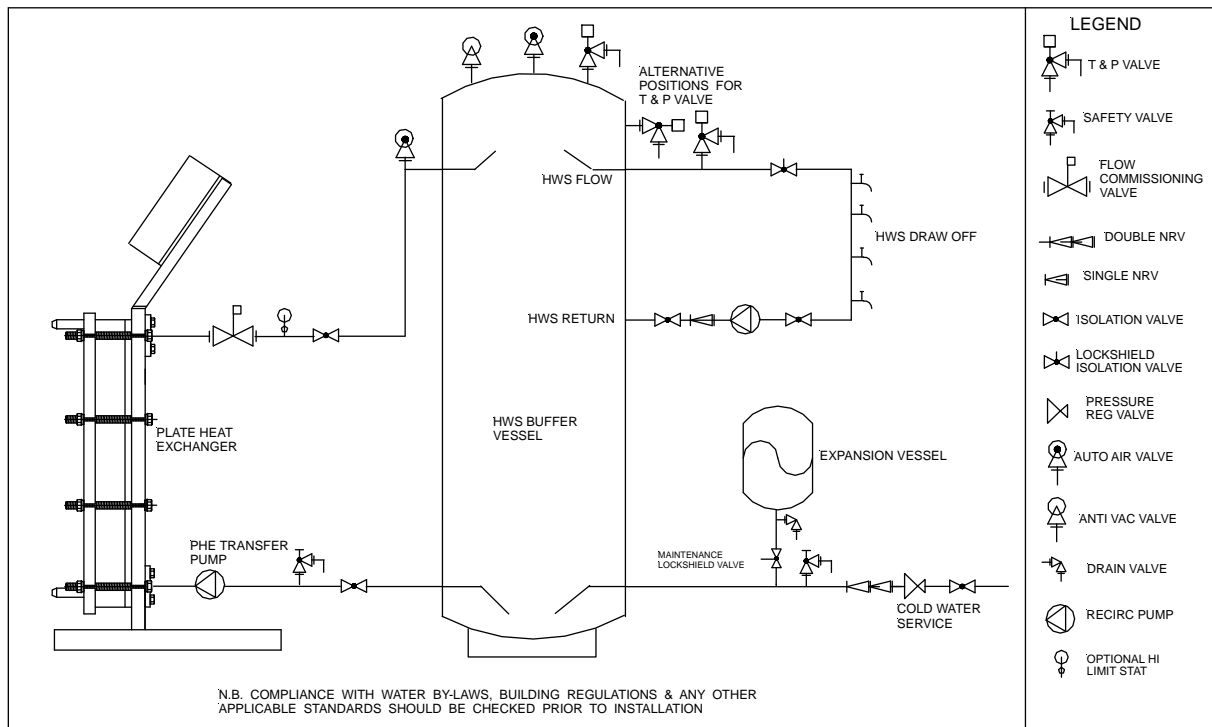 ALTERNATIVE
POSITIONS FOR
T & P VALVE
HWS FLOW
HWS DRAW OFF
HWS RETURN
PLATE HEAT
EXCHANGER
HWS BUFFER
VESSEL
EXPANSION VESSEL
PHE TRANSFER
PUMP
MAINTENANCE
LOCKSHIELD VALVE
COLD WATER
SERVICE
N.B. COMPLIANCE WITH WATER BY-LAWS, BUILDING REGULATIONS & ANY OTHER
APPLICABLE STANDARDS SHOULD BE CHECKED PRIOR TO INSTALLATION
LEGEND
T & P VALVE
SAFETY VALVE
FLOW
COMMISSIONING
VALVE
DOUBLE NRV
SINGLE NRV
ISOLATION VALVE
LOCKSHIELD
ISOLATION VALVE
PRESSURE
REG VALVE
AUTO AIR VALVE
ANTI VAC VALVE
DRAIN VALVE
RECIRC PUMP
OPTIONAL HI
LIMIT STAT